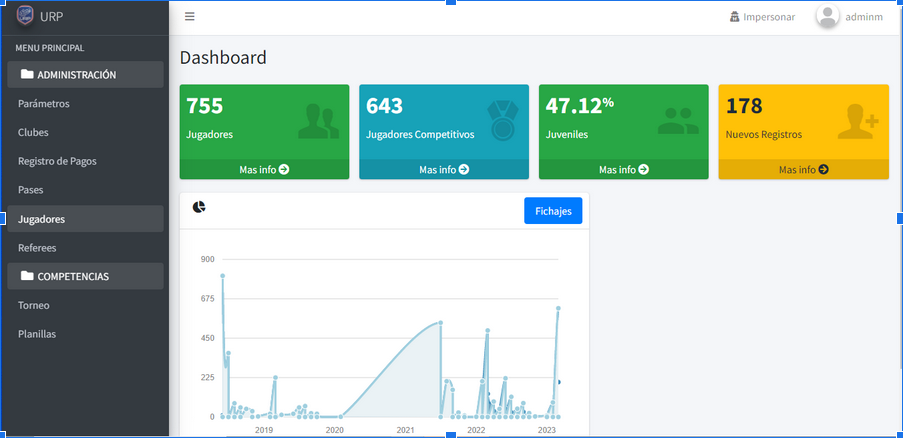 URP
Impersonar
adminm
MENU PRINCIPAL
ADMINISTRACIÓN
Parámetros
Clubes
Registro de Pagos
Pases
Jugadores
Referees
COMPETENCIAS
Torneo
Planillas
Dashboard
755
Jugadores
Mas info
643
Jugadores Competitivos
Mas info
47.12%
Juveniles
Mas info
178
Nuevos Registros
Mas info
Fichajes
900
675
450
225
0
2019 2020 2021 2022 2023